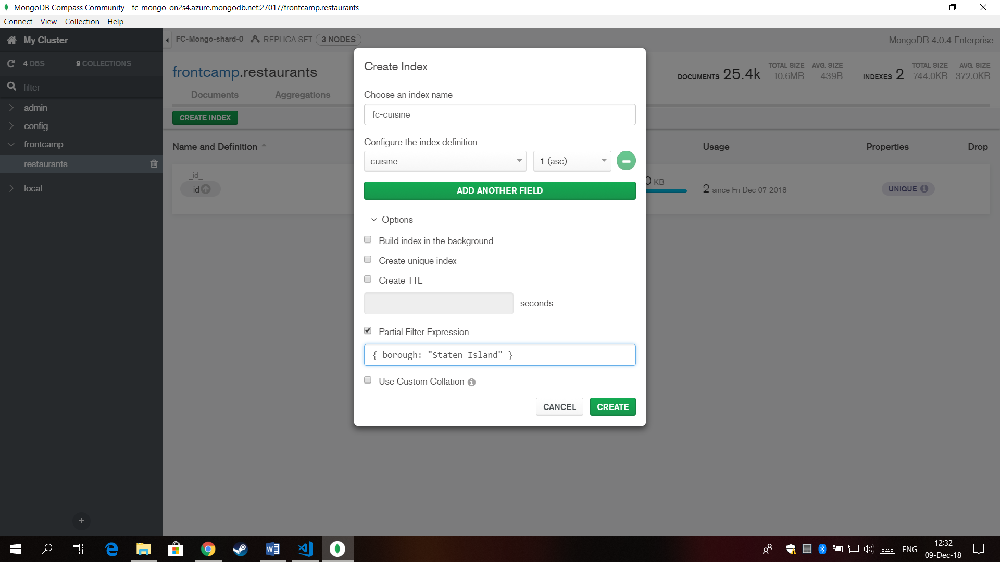 MongoDB Compass Community - fc-mongo-on2s4.azure.mongodb.net:27017/frontcamp.restaurants
Connect View Collection Help
My Cluster
FC-Mongo-shard-0 REPLICA SET 3 NODES
MongoDB 4.0.4 Enterprise
4 DBS 9 COLLECTIONS
filter
admin
config
frontcamp
restaurants
local
+
frontcamp.restaurants
DOCUMENTS 25.4k TOTAL SIZE 10.6MB AVG. SIZE 439B INDEXES 2 TOTAL SIZE 744.0KB AVG. SIZE 372.0KB
Documents Aggregations
CREATE INDEX
Name and Definition Usage Properties Drop
_id_
_id
0 KB
2 since Fri Dec 07 2018
UNIQUE
Create Index
Choose an index name
fc-cuisine
Configure the index definition
cuisine 1 (asc)
ADD ANOTHER FIELD
Options
Build index in the background
Create unique index
Create TTL
seconds
Partial Filter Expression
{ borough: "Staten Island" }
Use Custom Collation
CANCEL CREATE
ENG
12:32
09-Dec-18